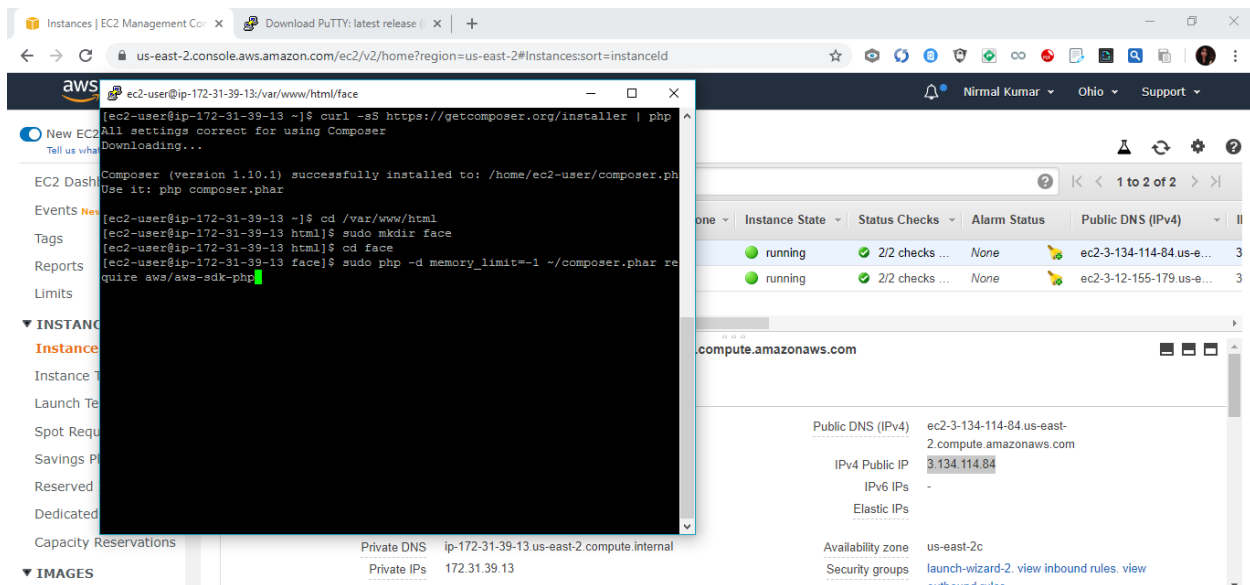 Instances | EC2 Management Co
Download PuTTY: latest release (
us-east-2.console.aws.amazon.com/ec2/v2/home?region=us-east-2#Instances:sort=instanceId
aws
Nirmal Kumar
Ohio
Support
ec2-user@ip-172-31-39-13:/var/www/html/face
[ec2-user@ip-172-31-39-13 ~]$ curl -sS https://getcomposer.org/installer | php
All settings correct for using Composer
Downloading...
Composer (version 1.10.1) successfully installed to: /home/ec2-user/composer.ph
Use it: php composer.phar
[ec2-user@ip-172-31-39-13 ~]$ cd /var/www/html
[ec2-user@ip-172-31-39-13 html]$ sudo mkdir face
[ec2-user@ip-172-31-39-13 html]$ cd face
[ec2-user@ip-172-31-39-13 face]$ sudo php -d memory_limit=-1 ~/composer.phar re
quire aws/aws-sdk-php
New EC2
Tell us what
EC2 Dash
Events New
Tags
Reports
Limits
INSTANC
Instance
Instance T
Launch Te
Spot Requ
Savings Pl
Reserved
Dedicated
Capacity Reservations
IMAGES
1 to 2 of 2
one Instance State Status Checks Alarm Status Public DNS (IPv4)
running 2/2 checks ... None ec2-3-134-114-84.us-e... 3
running 2/2 checks ... None ec2-3-12-155-179.us-e... 3
.compute.amazonaws.com
Public DNS (IPv4) ec2-3-134-114-84.us-east-
2.compute.amazonaws.com
IPv4 Public IP 3.134.114.84
IPv6 IPs -
Elastic IPs
Private DNS ip-172-31-39-13.us-east-2.compute.internal
Availability zone us-east-2c
Private IPs 172.31.39.13
Security groups launch-wizard-2. view inbound rules. view